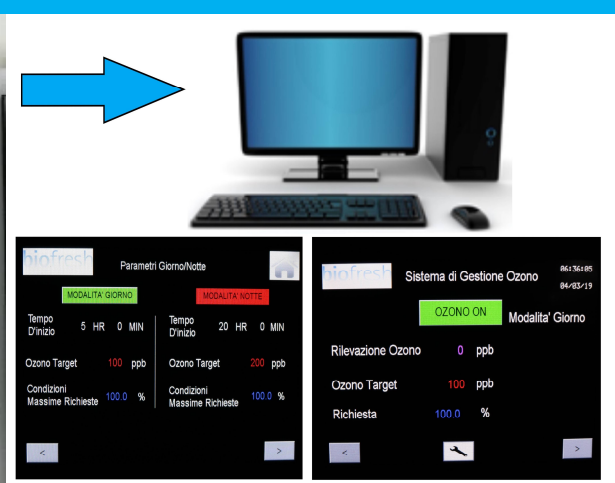 biofresh
Parametri Giorno/Notte
MODALITA' GIORNO
MODALITA' NOTTE
Tempo
D'inizio
5 HR 0 MIN
Tempo
D'inizio
20 HR 0 MIN
Ozono Target 100 ppb
Ozono Target 200 ppb
Condizioni
Massime Richieste
100.0 %
Condizioni
Massime Richieste
100.0 %
<
>
biofresh
Sistema di Gestione Ozono
06:36:05
04/03/19
OZONO ON
Modalita' Giorno
Rilevazione Ozono 0 ppb
Ozono Target 100 ppb
Richiesta 100.0 %
<
>